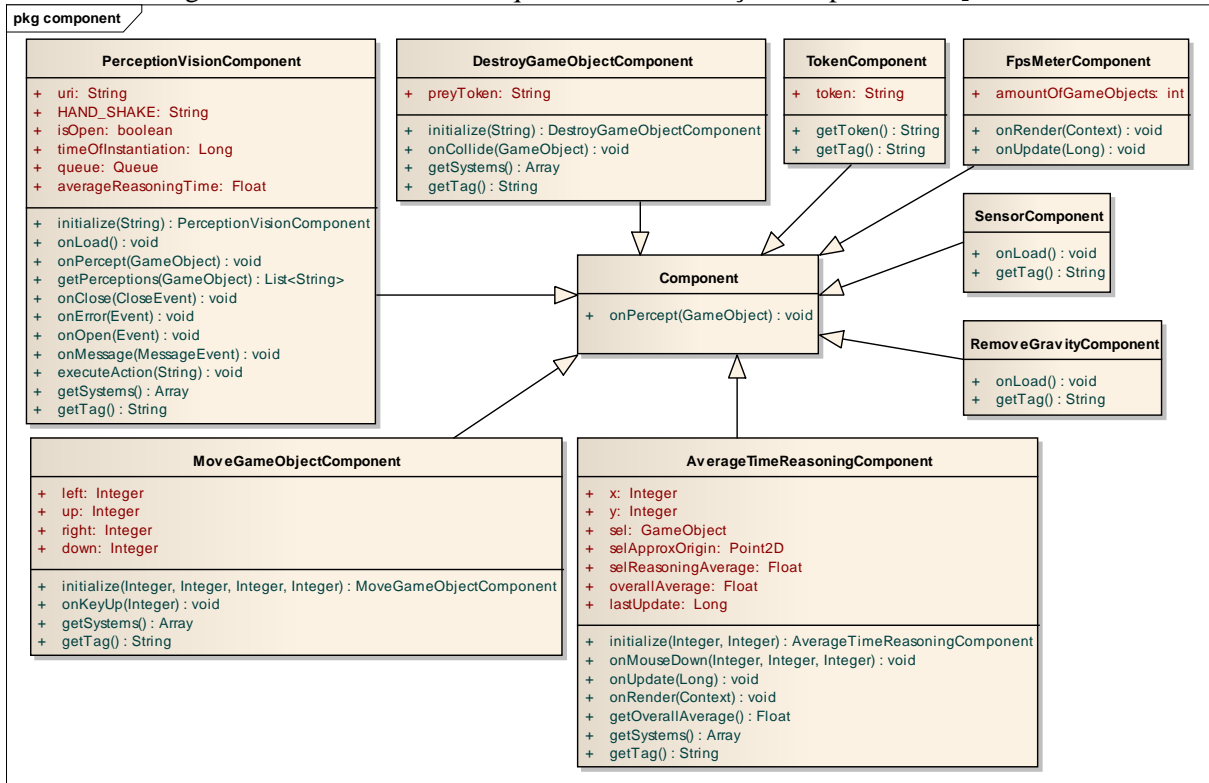 pkg component
PerceptionVisionComponent
+ uri: String
+ HAND_SHAKE: String
+ isOpen: boolean
+ timeOfInstantiation: Long
+ queue: Queue
+ averageReasoningTime: Float
+ initialize(String) : PerceptionVisionComponent
+ onLoad() : void
+ onPercept(GameObject) : void
+ getPerceptions(GameObject) : List<String>
+ onClose(CloseEvent) : void
+ onError(Event) : void
+ onOpen(Event) : void
+ onMessage(MessageEvent) : void
+ executeAction(String) : void
+ getSystems() : Array
+ getTag() : String
DestroyGameObjectComponent
+ preyToken: String
+ initialize(String) : DestroyGameObjectComponent
+ onCollide(GameObject) : void
+ getSystems() : Array
+ getTag() : String
TokenComponent
+ token: String
+ getToken() : String
+ getTag() : String
FpsMeterComponent
+ amountOfGameObjects: int
+ onRender(Context) : void
+ onUpdate(Long) : void
SensorComponent
+ onLoad() : void
+ getTag() : String
Component
+ onPercept(GameObject) : void
RemoveGravityComponent
+ onLoad() : void
+ getTag() : String
MoveGameObjectComponent
+ left: Integer
+ up: Integer
+ right: Integer
+ down: Integer
+ initialize(Integer, Integer, Integer, Integer) : MoveGameObjectComponent
+ onKeyUp(Integer) : void
+ getSystems() : Array
+ getTag() : String
AverageTimeReasoningComponent
+ x: Integer
+ y: Integer
+ sel: GameObject
+ selApproxOrigin: Point2D
+ selReasoningAverage: Float
+ overallAverage: Float
+ lastUpdate: Long
+ initialize(Integer, Integer) : AverageTimeReasoningComponent
+ onMouseDown(Integer, Integer, Integer) : void
+ onUpdate(Long) : void
+ onRender(Context) : void
+ getOverallAverage() : Float
+ getSystems() : Array
+ getTag() : String